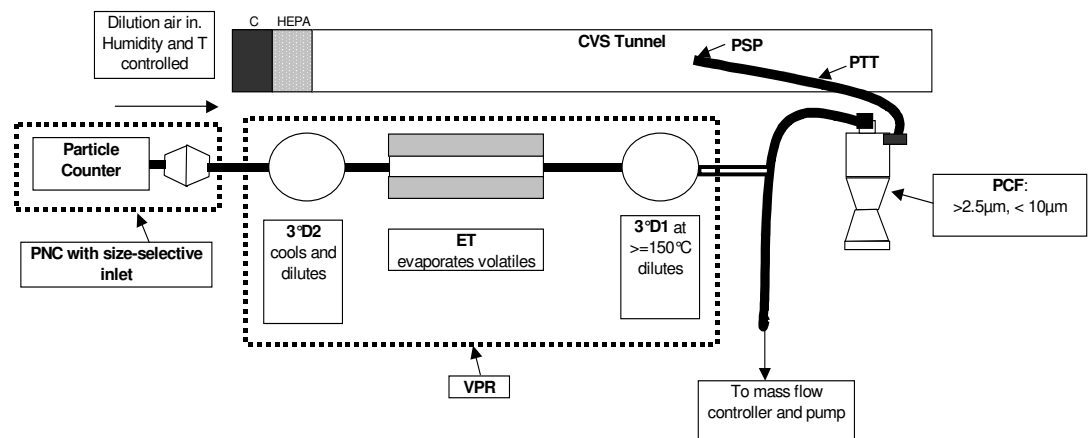 Dilution air in.
Humidity and T
controlled
C
HEPA
CVS Tunnel
PSP
PTT
Particle
Counter
PCF:
>2.5µm, < 10µm
3°D2
cools and
dilutes
ET
evaporates volatiles
3°D1 at
>=150°C
dilutes
PNC with size-selective
inlet
VPR
To mass flow
controller and pump